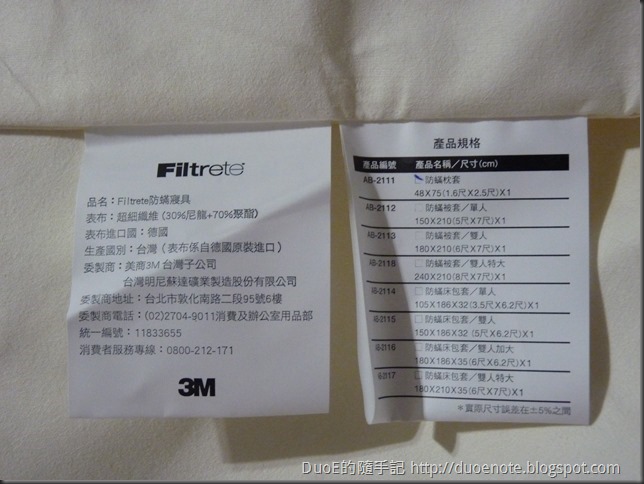 Filtrete
品名：Filtrete防蟎寢具
表布：超細纖維 (30%尼龍+70%聚酯)
表布進口國：德國
生產國別：台灣（表布係自德國原裝進口）
委製商：美商3M 台灣子公司
台灣明尼蘇達礦業製造股份有限公司
委製商地址：台北市敦化南路二段95號6樓
委製商電話：(02)2704-9011消費及辦公室用品部
統一編號：11833655
消費者服務專線：0800-212-171
3M
產品規格
產品編號 產品名稱／尺寸(cm)
AB-2111 防蟎枕套
48X75(1.6尺X2.5尺)X1
AB-2112 防蟎被套／單人
150X210(5尺X7尺)X1
AB-2113 防蟎被套／雙人
180X210(6尺X7尺)X1
AB-2118 防蟎被套／雙人特大
240X210(8尺X7尺)X1
AB-2114 防蟎床包套／單人
105X186X32(3.5尺X6.2尺)X1
AB-2115 防蟎床包套／雙人
150X186X32 (5尺X6.2尺)X1
AB-2116 防蟎床包套／雙人加大
180X186X35(6尺X6.2尺)X1
AB-2117 防蟎床包套／雙人特大
180X210X35(6尺X7尺)X1
＊實際尺寸誤差在±5%之間
DuoE的 隨手記 http://duoenote.blogspot.com